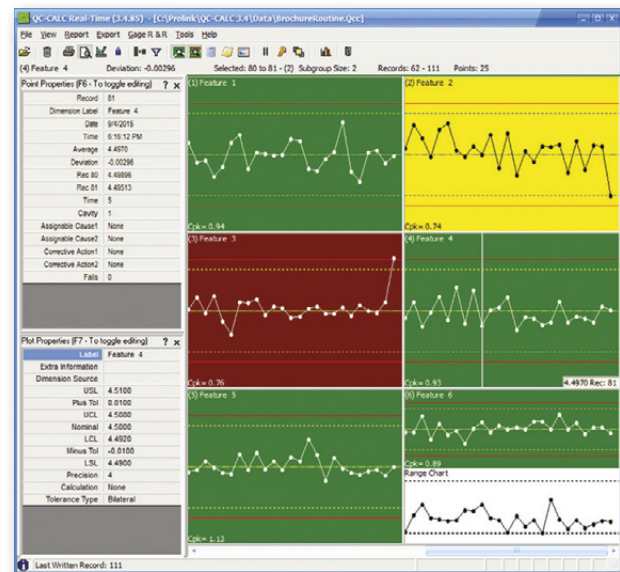 QC-CALC Real-Time (3.4.85) - [C:\Prolink\QC-CALC 3.4\Data\BrochureRoutine.Qcc]
File View Report Export Gage R & R Tools Help
(4) Feature 4 Deviation: -0.00296 Selected: 80 to 81 - (2) Subgroup Size: 2 Records: 62 - 111 Points: 25
Point Properties (F6 - To toggle editing) ? x
Record 81
Dimension Label Feature 4
Date 9/4/2015
Time 6:16:12 PM
Average 4.4970
Deviation -0.00296
Rec 80 4.49896
Rec 81 4.49513
Time 5
Cavity 1
Assignable Cause1 None
Assignable Cause2 None
Corrective Action1 None
Corrective Action2 None
Fails 0
Plot Properties (F7 - To toggle editing) ? x
Label Feature 4
Extra Information
Dimension Source
USL 4.5100
Plus Tol 0.0100
UCL 4.5080
Nominal 4.5000
LCL 4.4920
Minus Tol -0.0100
LSL 4.4900
Precision 4
Calculation None
Tolerance Type Bilateral
(1) Feature 1
Cpk= 0.94
(2) Feature 2
Cpk= 0.74
(3) Feature 3
Cpk= 0.76
(4) Feature 4
Cpk= 0.93
4.4970 Rec: 81
(5) Feature 5
Cpk= 1.13
(6) Feature 6
Cpk= 0.89
Range Chart
Last Written Record: 111